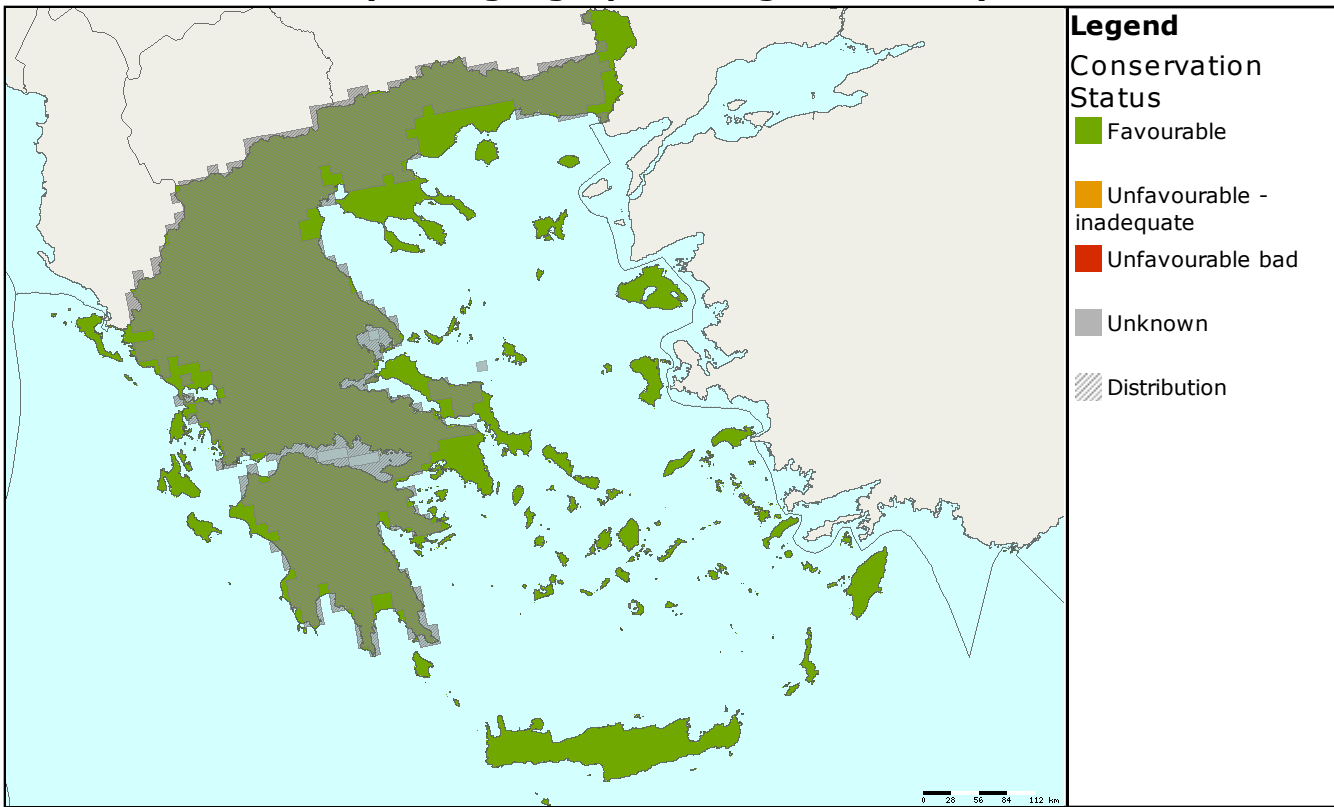 Legend
Conservation
Status
Favourable
Unfavourable -
inadequate
Unfavourable bad
Unknown
Distribution
0 28 56 84 112 km